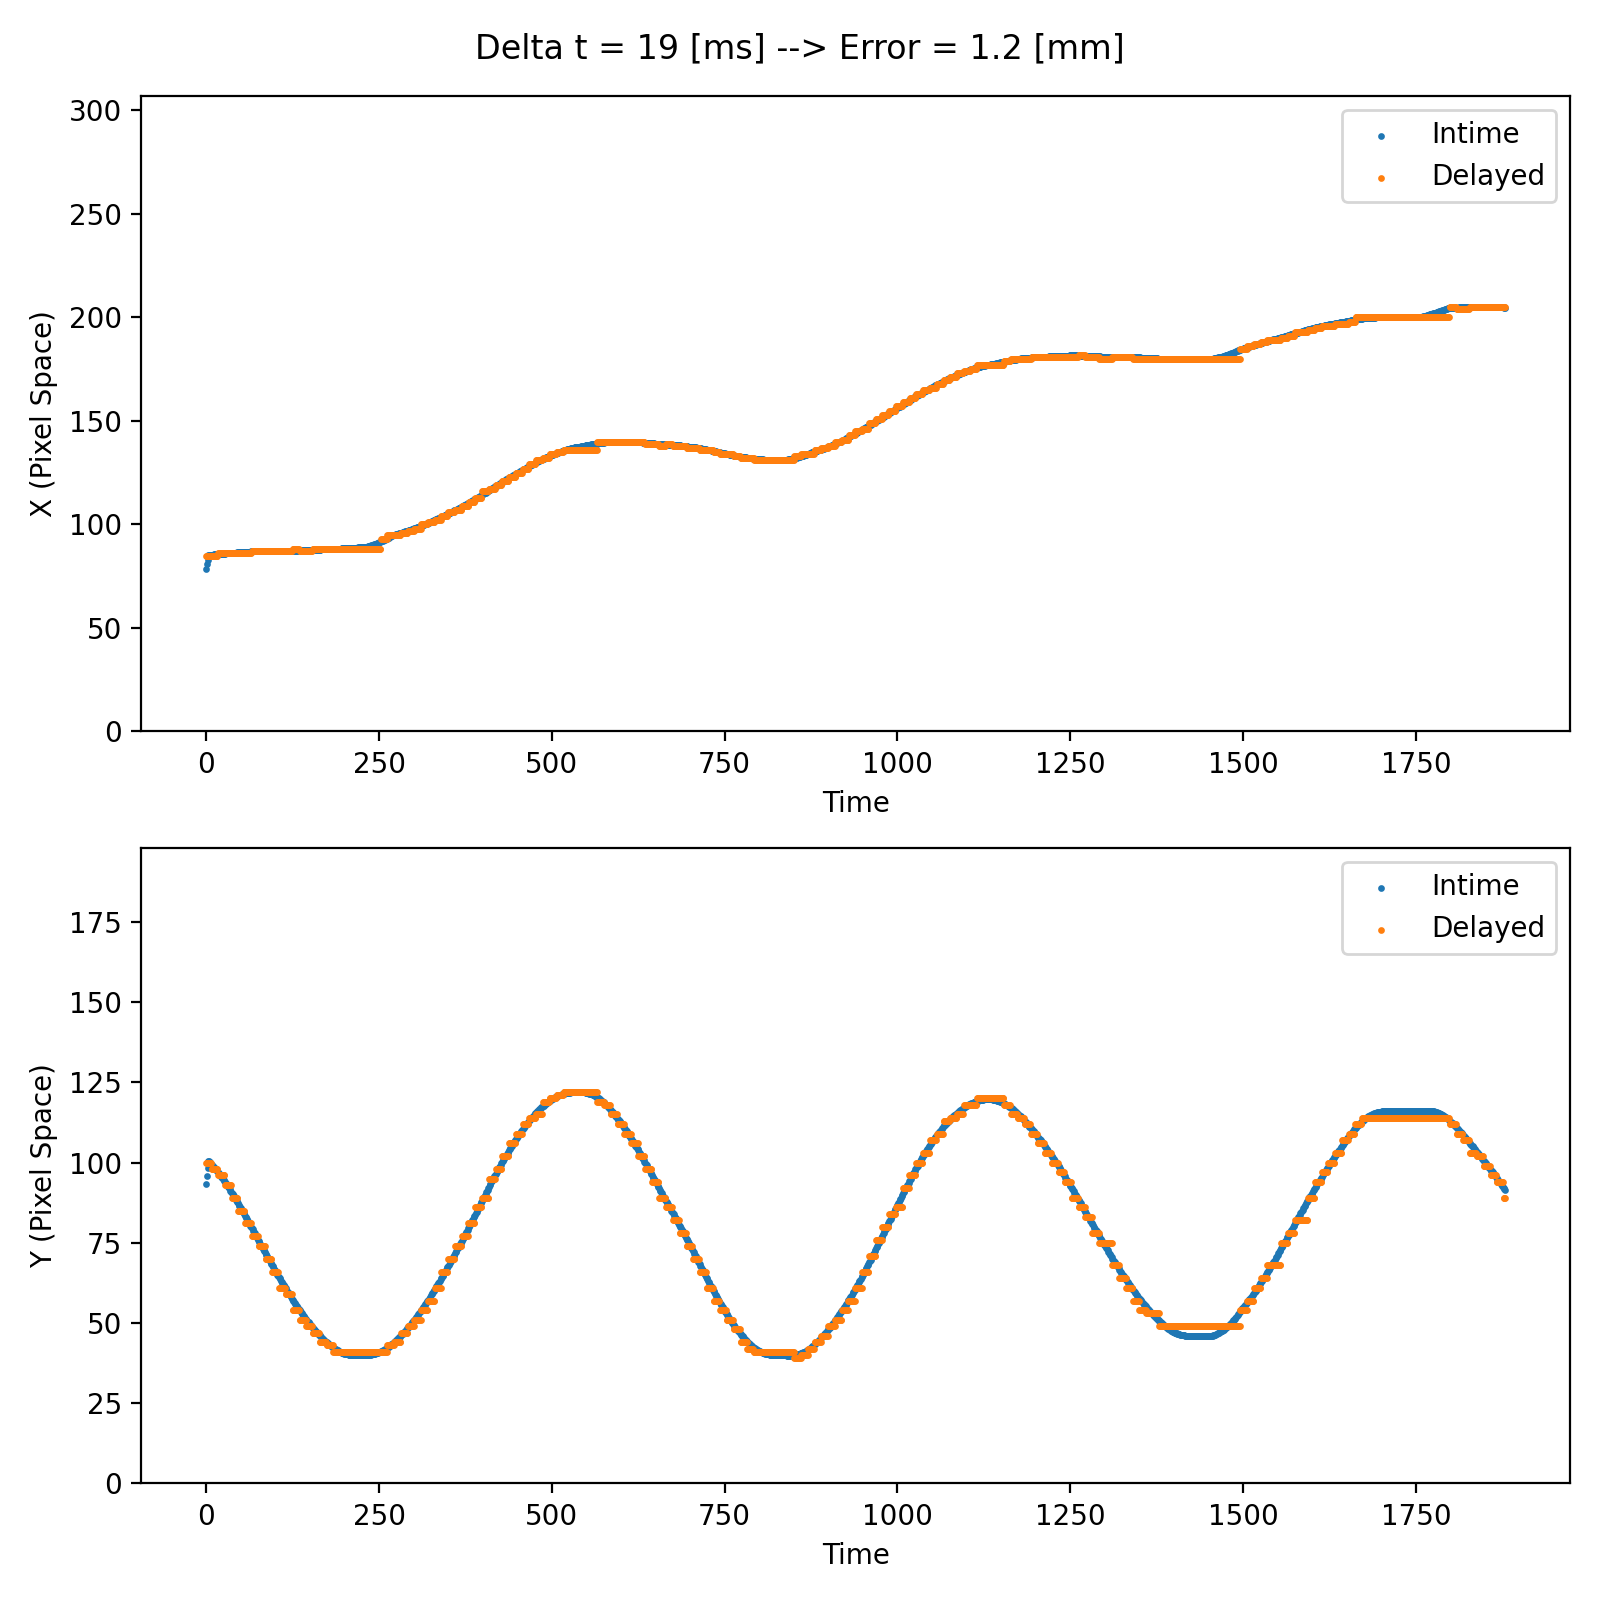 Delta t = 19 [ms] --> Error = 1.2 [mm]
300
250
200
150
100
50
0
X (Pixel Space)
Intime
Delayed
0 250 500 750 1000 1250 1500 1750
Time
175
150
125
100
75
50
25
0
Y (Pixel Space)
Intime
Delayed
0 250 500 750 1000 1250 1500 1750
Time